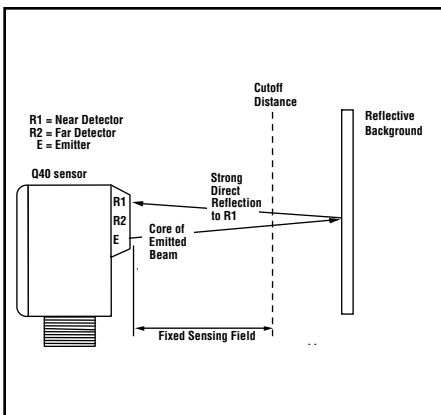 Cutoff
Distance
Reflective
Background
R1 = Near Detector
R2 = Far Detector
E = Emitter
Q40 sensor
Strong
Direct
Reflection
to R1
R1
R2
E
Core of
Emitted
Beam
Fixed Sensing Field